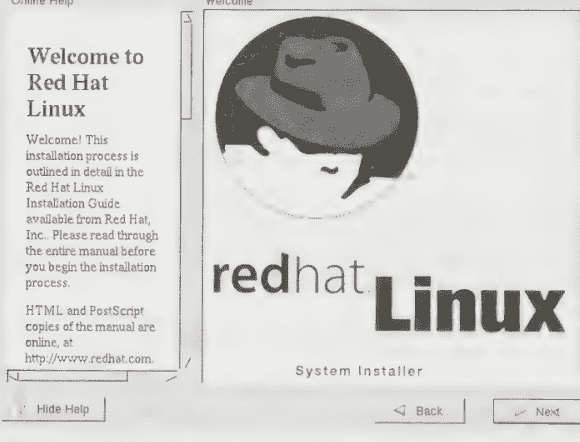 Online Help
Welcome
Welcome to
Red Hat
Linux
Welcome! This
installation process is
outlined in detail in the
Red Hat Linux
Installation Guide
available from Red Hat,
Inc.. Please read through
the entire manual before
you begin the installation
process.
HTML and PostScript
copies of the manual are
online, at
http://www.redhat.com.
redhat
Linux
System Installer
Hide Help
Back
Next